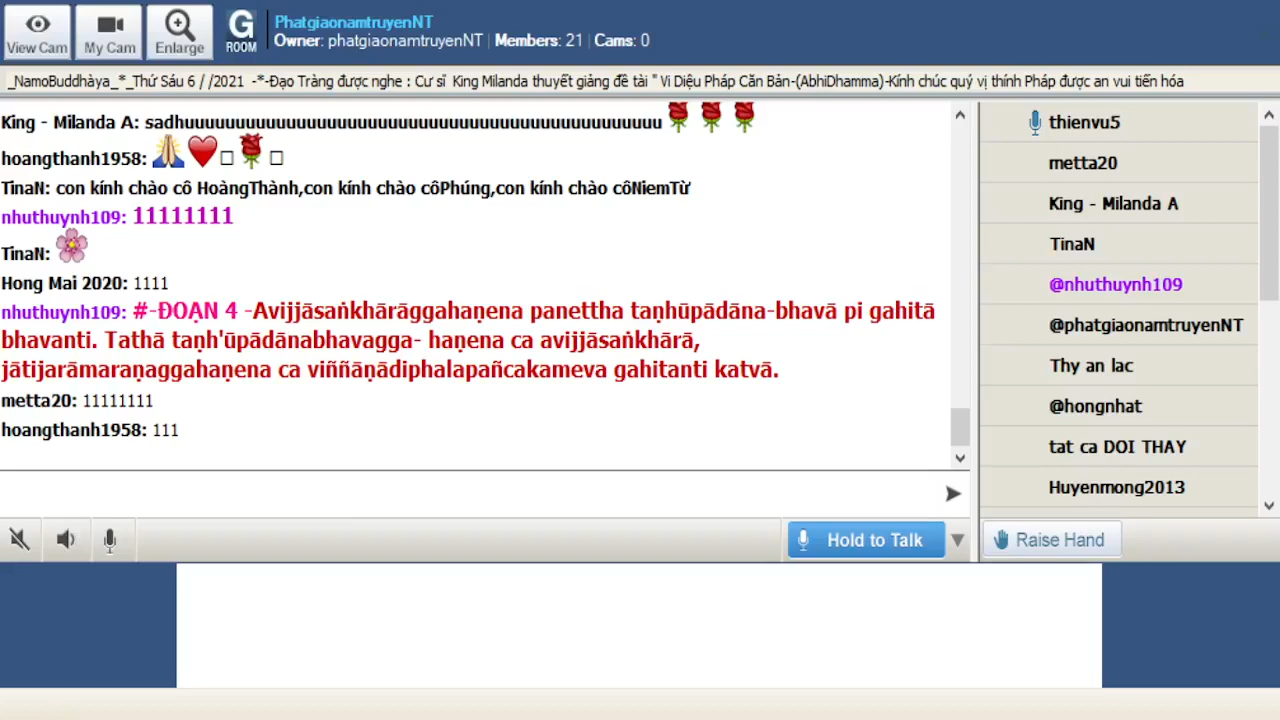 View Cam
My Cam
Enlarge
G
ROOM
PhatgiaonamtruyenNT
Owner: phatgiaonamtruyenNT | Members: 21 | Cams: 0
_NamoBuddhàya_*_Thứ Sáu 6 / /2021 -*-Đạo Tràng được nghe : Cư sĩ King Milanda thuyết giảng đề tài " Vi Diệu Pháp Căn Bản-(AbhiDhamma)-Kính chúc quý vị thính Pháp được an vui tiến hóa
King - Milanda A: sadhuuuuuuuuuuuuuuuuuuuuuuuuuuuuuuuuuuuuuuuuuuuuuuuuu
hoangthanh1958:
TinaN: con kính chào cô HoàngThành,con kính chào côPhúng,con kính chào côNiemTừ
nhuthuynh109: 11111111
TinaN:
Hong Mai 2020: 1111
nhuthuynh109: #-ĐOẠN 4 -Avijjāsaṅkhārāggahaṇena panettha taṇhūpādāna-bhavā pi gahitā
bhavanti. Tathā taṇh'ūpādānabhavagga- haṇena ca avijjāsaṅkhārā,
jātijarāmaraṇaggahaṇena ca viññāṇādiphalapañcakameva gahitanti katvā.
metta20: 11111111
hoangthanh1958: 111
thienvu5
metta20
King - Milanda A
TinaN
@nhuthuynh109
@phatgiaonamtruyenNT
Thy an lac
@hongnhat
tat ca DOI THAY
Huyenmong2013
Hold to Talk
Raise Hand